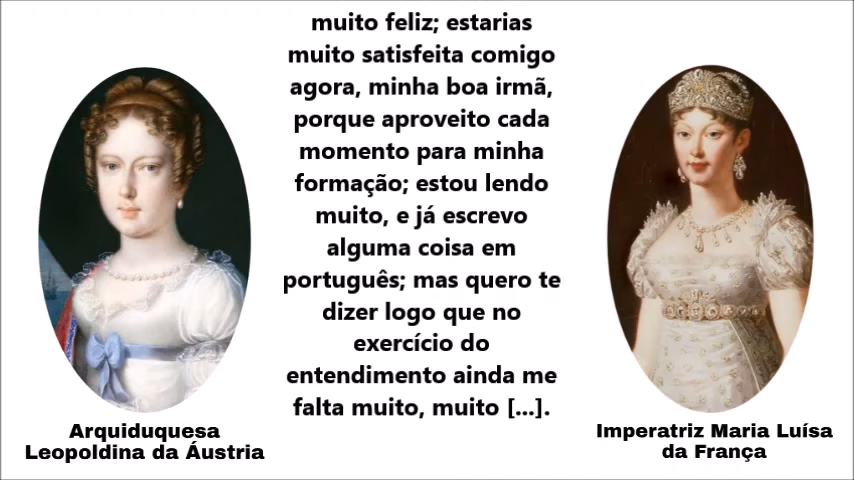 muito feliz; estarias
muito satisfeita comigo
agora, minha boa irmã,
porque aproveito cada
momento para minha
formação; estou lendo
muito, e já escrevo
alguma coisa em
português; mas quero te
dizer logo que no
exercício do
entendimento ainda me
falta muito, muito [...].
Arquiduquesa
Leopoldina da Áustria
Imperatriz Maria Luísa
da França